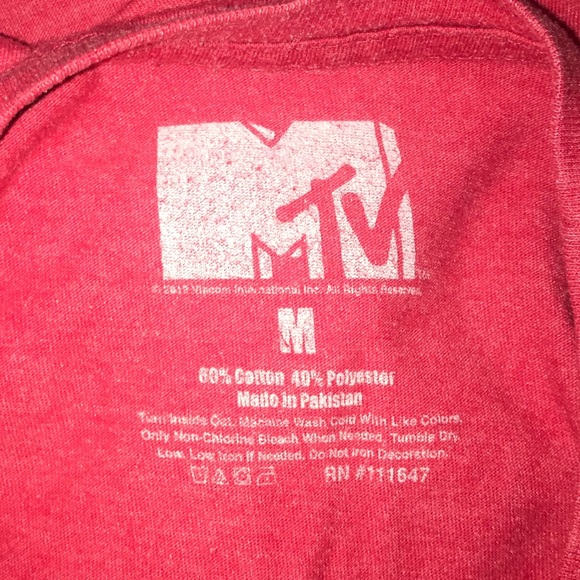 MTV
™
© 2012 Viacom International Inc. All Rights Reserved.
M
60% Cotton 40% Polyester
Made in Pakistan
Turn Inside Out. Machine Wash Cold With Like Colors.
Only Non-Chlorine Bleach When Needed. Tumble Dry
Low. Low Iron If Needed. Do Not Iron Decoration.
RN #111647